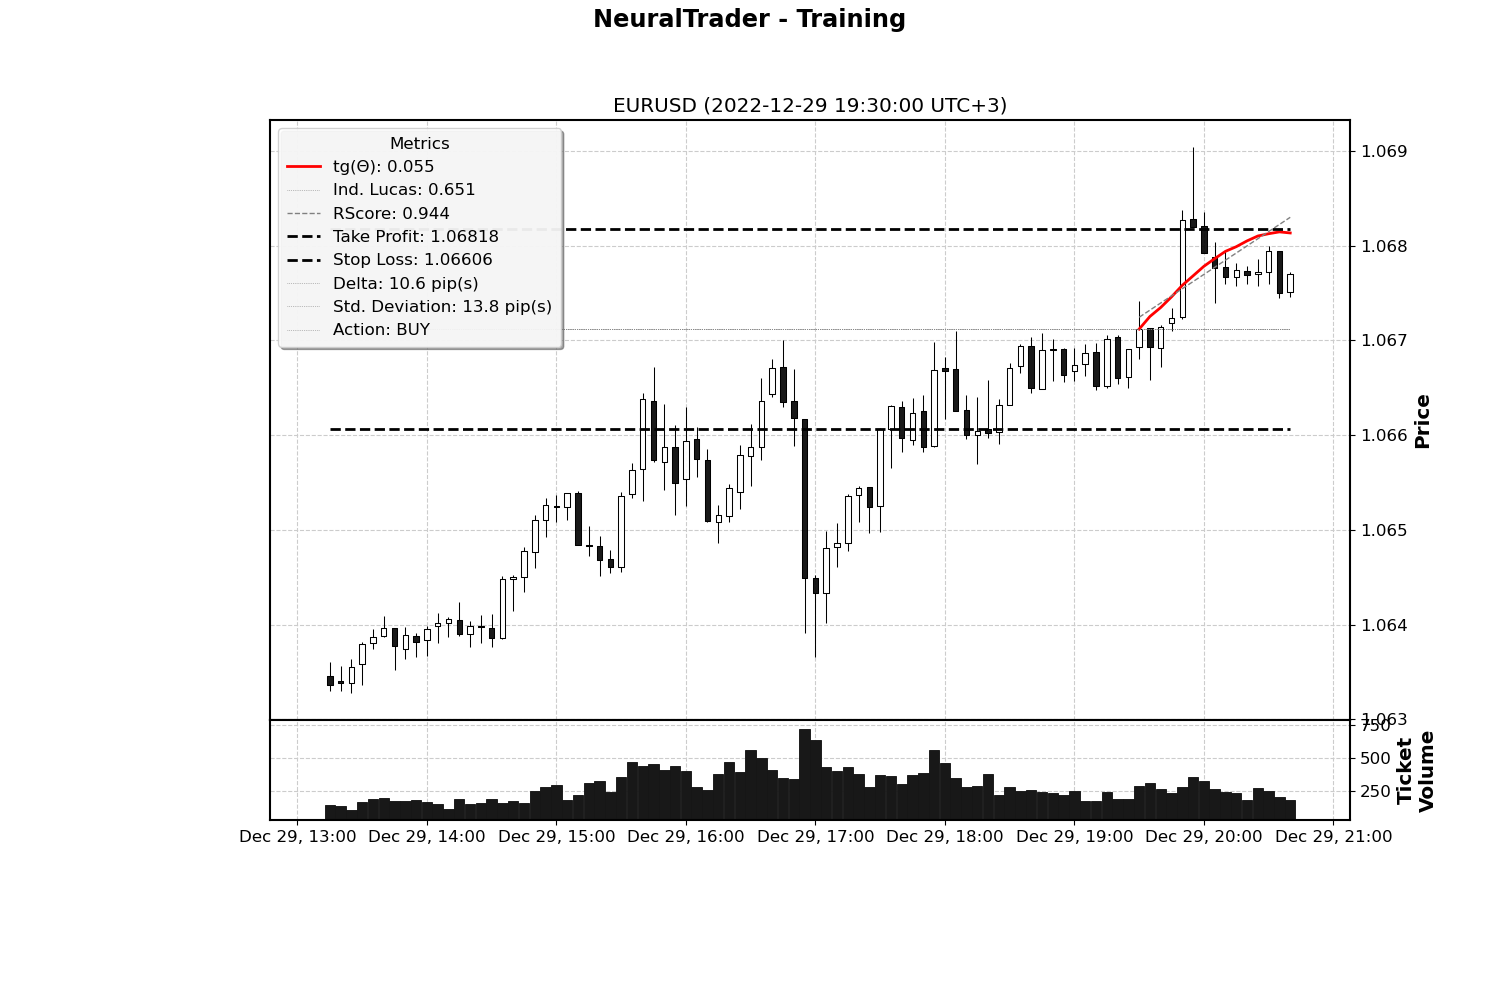 NeuralTrader - Training
EURUSD (2022-12-29 19:30:00 UTC+3)
Metrics
tg(Θ): 0.055
Ind. Lucas: 0.651
RScore: 0.944
Take Profit: 1.06818
Stop Loss: 1.06606
Delta: 10.6 pip(s)
Std. Deviation: 13.8 pip(s)
Action: BUY
1.069
1.068
1.067
1.066
1.065
1.064
1.063
Price
750
500
250
Ticket
Volume
Dec 29, 13:00 Dec 29, 14:00 Dec 29, 15:00 Dec 29, 16:00 Dec 29, 17:00 Dec 29, 18:00 Dec 29, 19:00 Dec 29, 20:00 Dec 29, 21:00